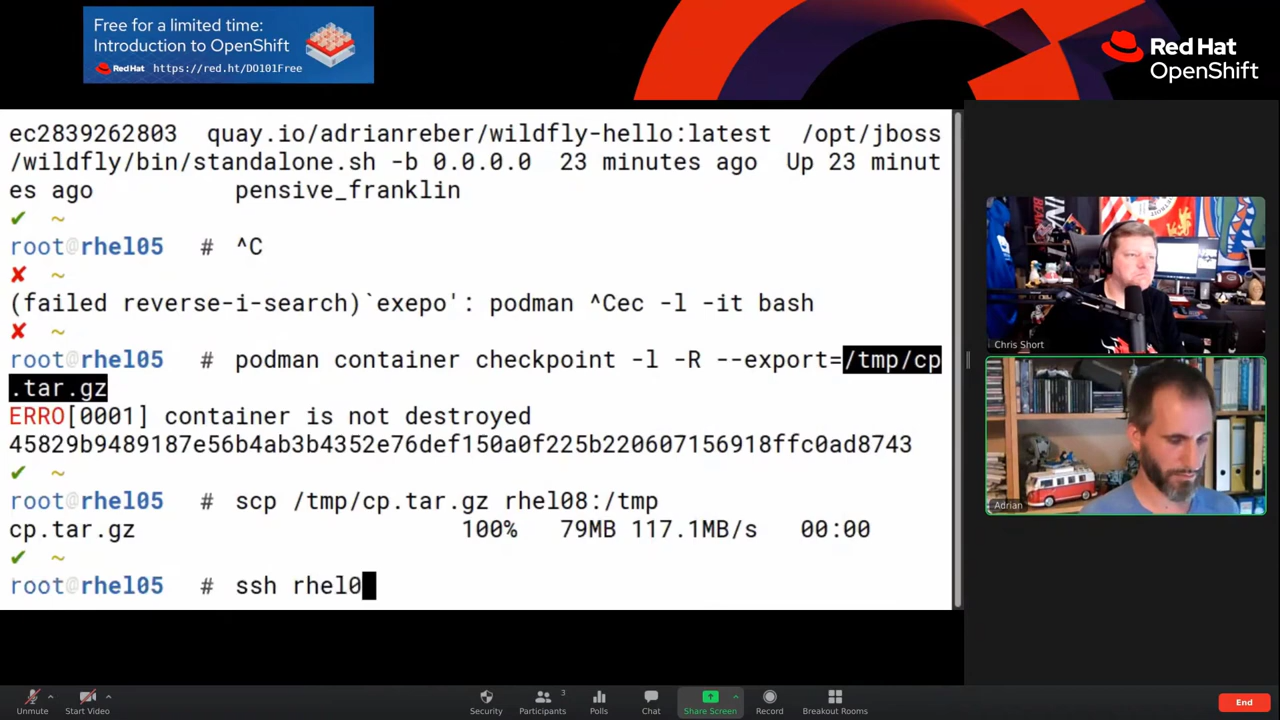 Free for a limited time:
Introduction to OpenShift
Red Hat https://red.ht/DO101Free
Red Hat
OpenShift
ec2839262803 quay.io/adrianreber/wildfly-hello:latest /opt/jboss
/wildfly/bin/standalone.sh -b 0.0.0.0 23 minutes ago Up 23 minut
es ago pensive_franklin
✔ ~
root@rhel05 # ^C
✘ ~
(failed reverse-i-search)`exepo': podman ^Cec -l -it bash
✘ ~
root@rhel05 # podman container checkpoint -l -R --export=/tmp/cp
.tar.gz
ERRO[0001] container is not destroyed
45829b9489187e56b4ab3b4352e76def150a0f225b220607156918ffc0ad8743
✔ ~
root@rhel05 # scp /tmp/cp.tar.gz rhel08:/tmp
cp.tar.gz 100% 79MB 117.1MB/s 00:00
✔ ~
root@rhel05 # ssh rhel0
Chris Short
Adrian
Unmute
Start Video
Security
Participants
3
Polls
Chat
Share Screen
Record
Breakout Rooms
End